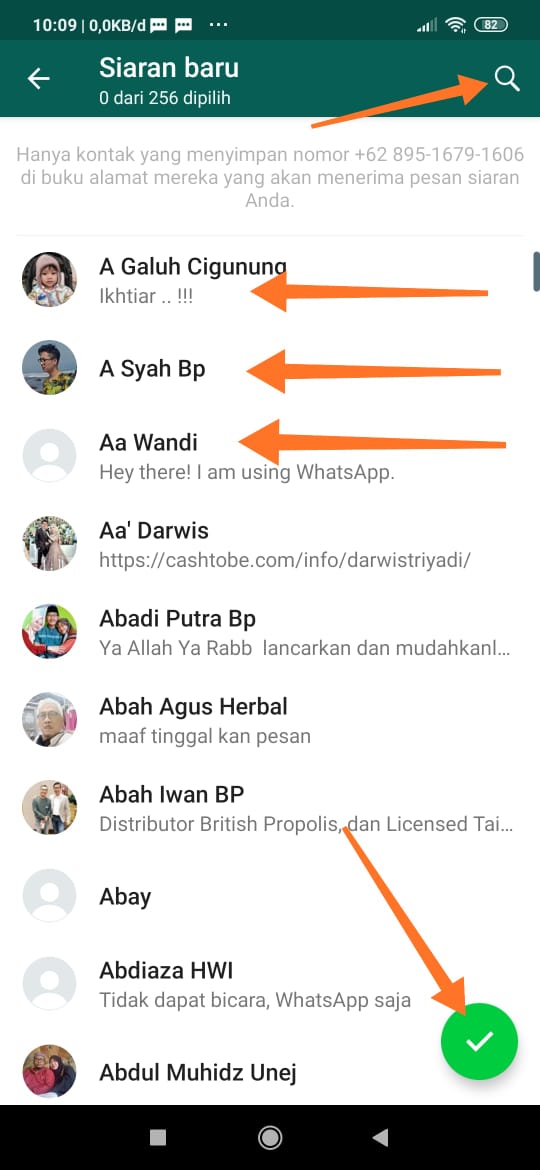 10:09 | 0,0KB/d
82
Siaran baru
0 dari 256 dipilih
Hanya kontak yang menyimpan nomor +62 895-1679-1606
di buku alamat mereka yang akan menerima pesan siaran
Anda.
A Galuh Cigunung
Ikhtiar .. !!!
A Syah Bp
Aa Wandi
Hey there! I am using WhatsApp.
Aa' Darwis
https://cashtobe.com/info/darwistriyadi/
Abadi Putra Bp
Ya Allah Ya Rabb lancarkan dan mudahkanl...
Abah Agus Herbal
maaf tinggal kan pesan
Abah Iwan BP
Distributor British Propolis, dan Licensed Tai...
Abay
Abdiaza HWI
Tidak dapat bicara, WhatsApp saja
Abdul Muhidz Unej